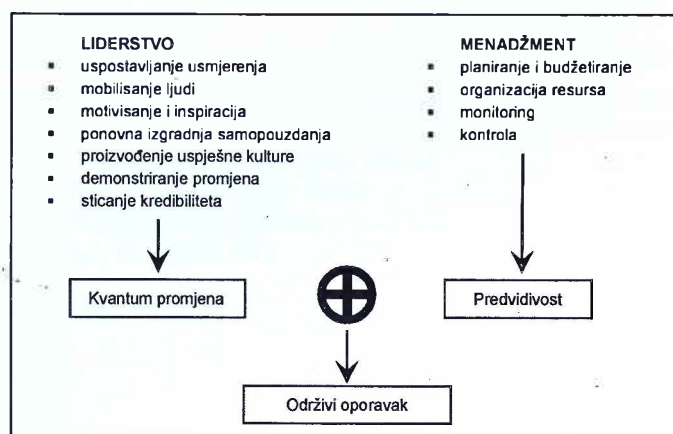 LIDERSTVO
uspostavljanje usmjerenja
mobilisanje ljudi
motivisanje i inspiracija
ponovna izgradnja samopouzdanja
proizvođenje uspješne kulture
demonstriranje promjena
sticanje kredibiliteta
MENADŽMENT
planiranje i budžetiranje
organizacija resursa
monitoring
kontrola
Kvantum promjena
Predvidivost
Održivi oporavak